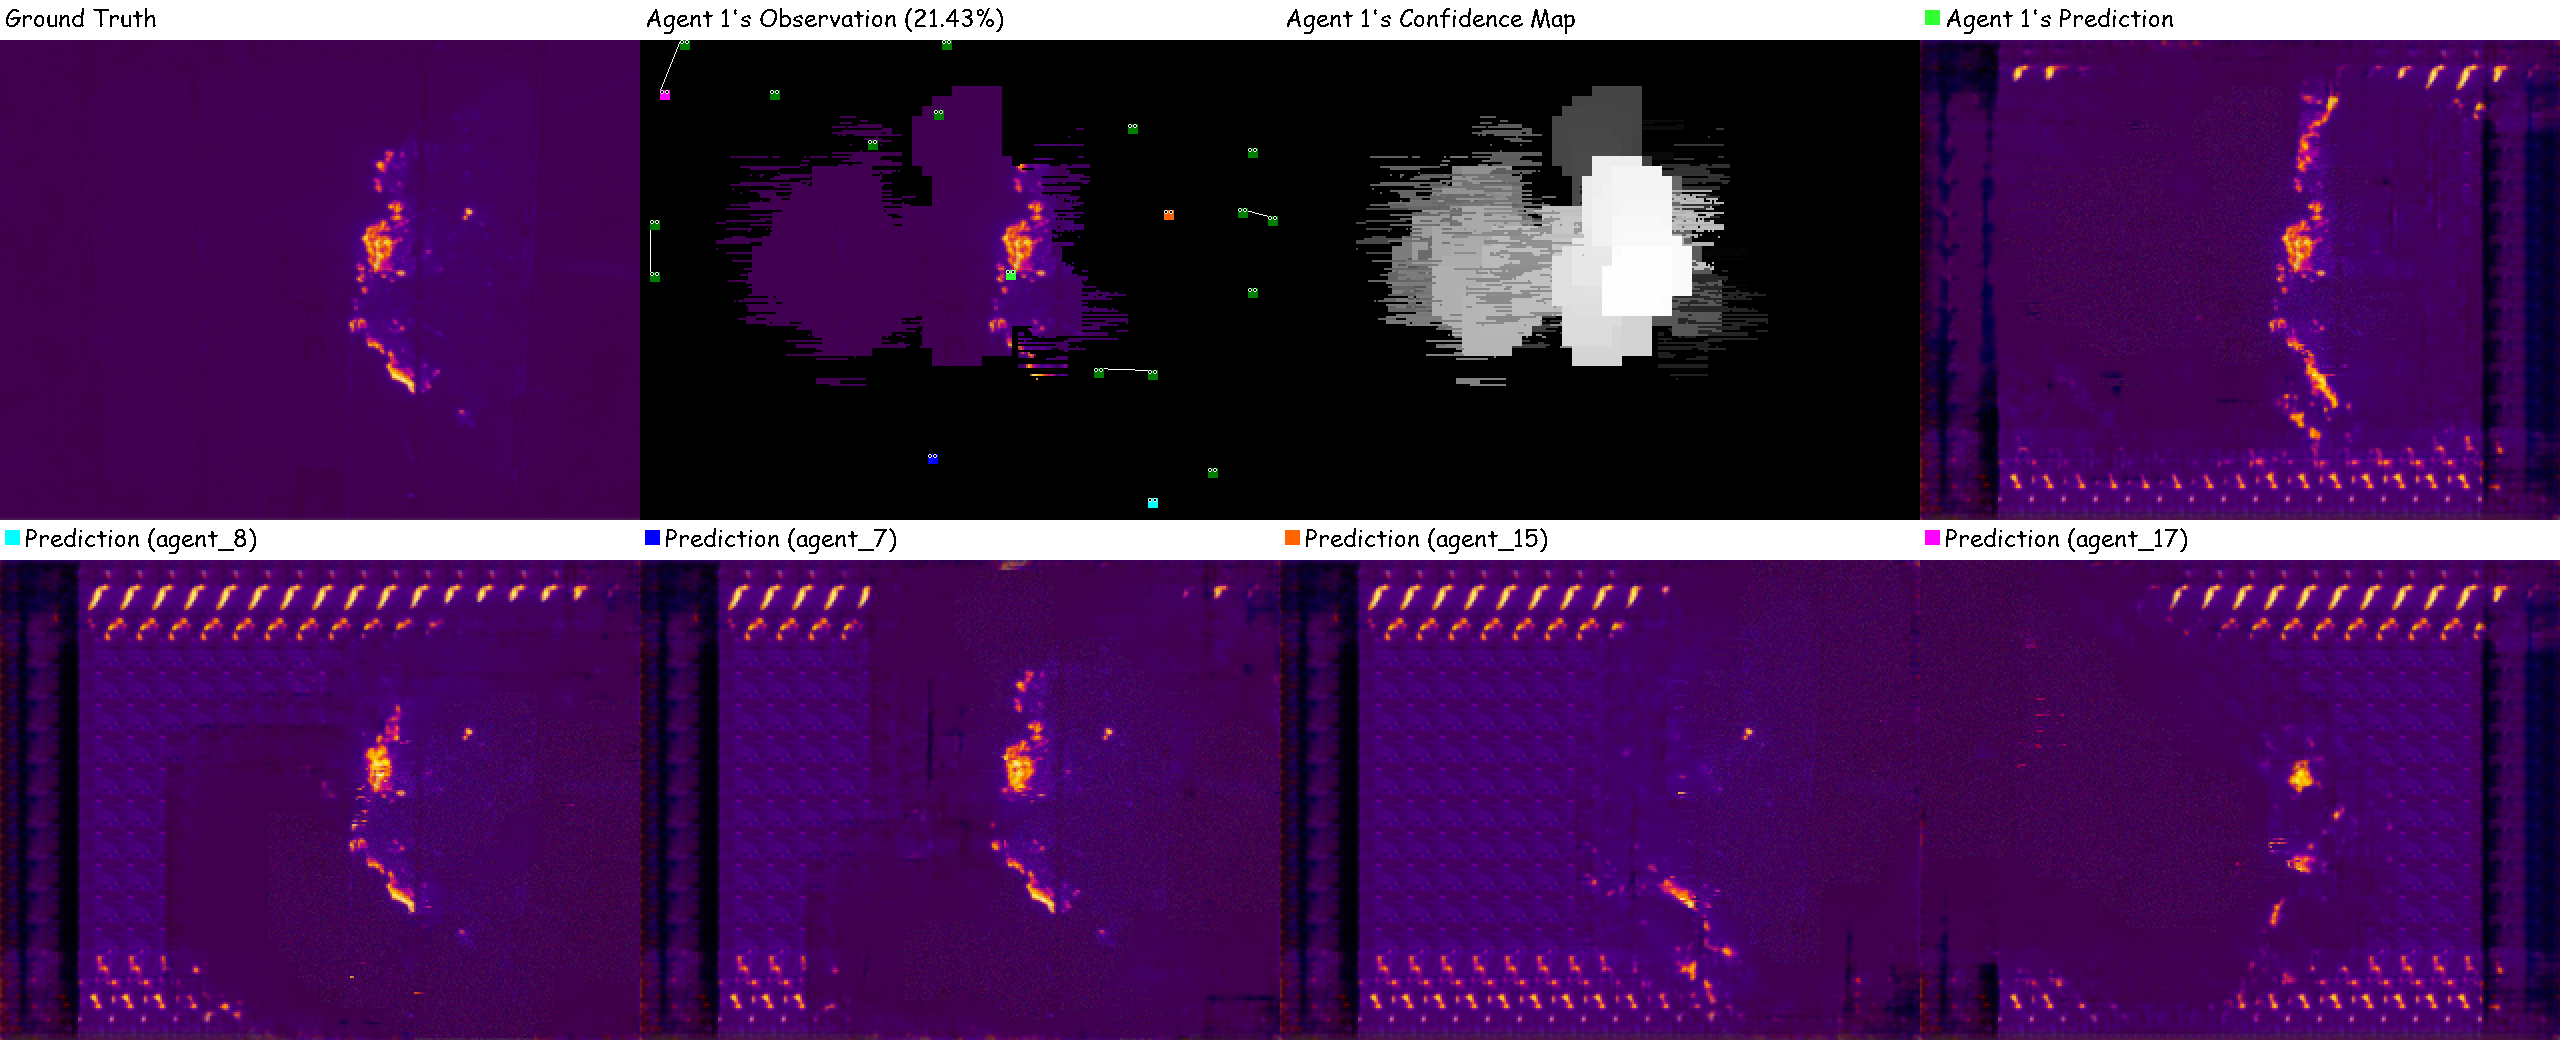 Ground Truth
Agent 1's Observation (21.43%)
Agent 1's Confidence Map
Agent 1's Prediction
Prediction (agent_8)
Prediction (agent_7)
Prediction (agent_15)
Prediction (agent_17)